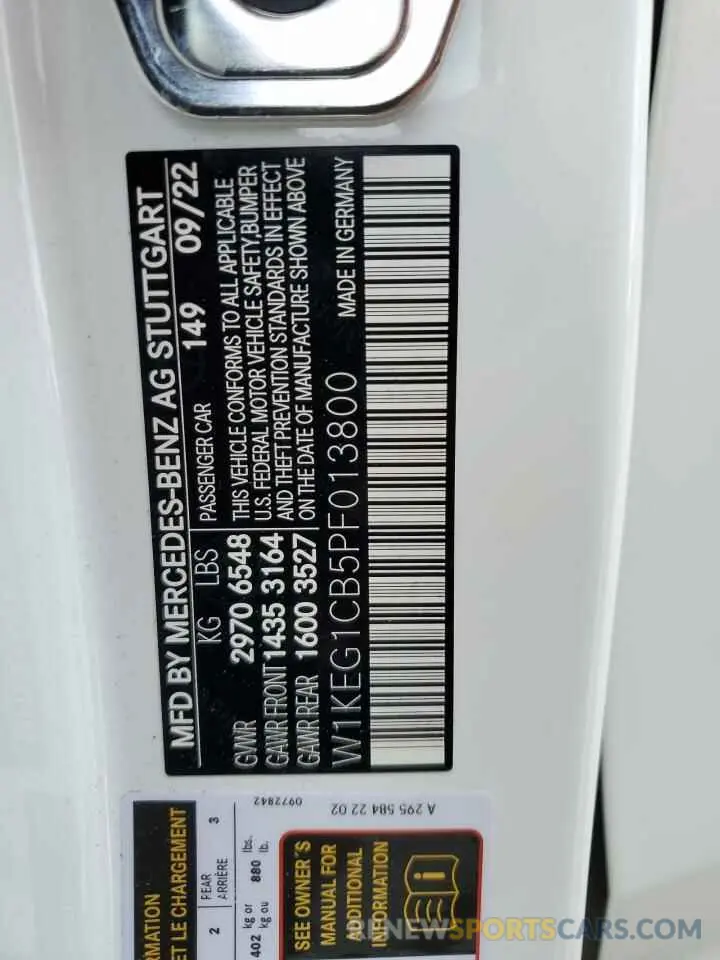 MFD BY MERCEDES-BENZ AG STUTTGART
149 09/22
KG LBS PASSENGER CAR
GVWR 2970 6548
GAWR FRONT 1435 3164
GAWR REAR 1600 3527
THIS VEHICLE CONFORMS TO ALL APPLICABLE
U.S. FEDERAL MOTOR VEHICLE SAFETY, BUMPER
AND THEFT PREVENTION STANDARDS IN EFFECT
ON THE DATE OF MANUFACTURE SHOWN ABOVE
W1KEG1CB5PF013800 MADE IN GERMANY
ET LE CHARGEMENT
2 REAR 3
ARRIÈRE
402 kg or 880 lbs.
kg ou lb.
0972842
SEE OWNER'S
MANUAL FOR
ADDITIONAL
INFORMATION
A 295 584 22 02
RENEWSPORTSCARS.COM